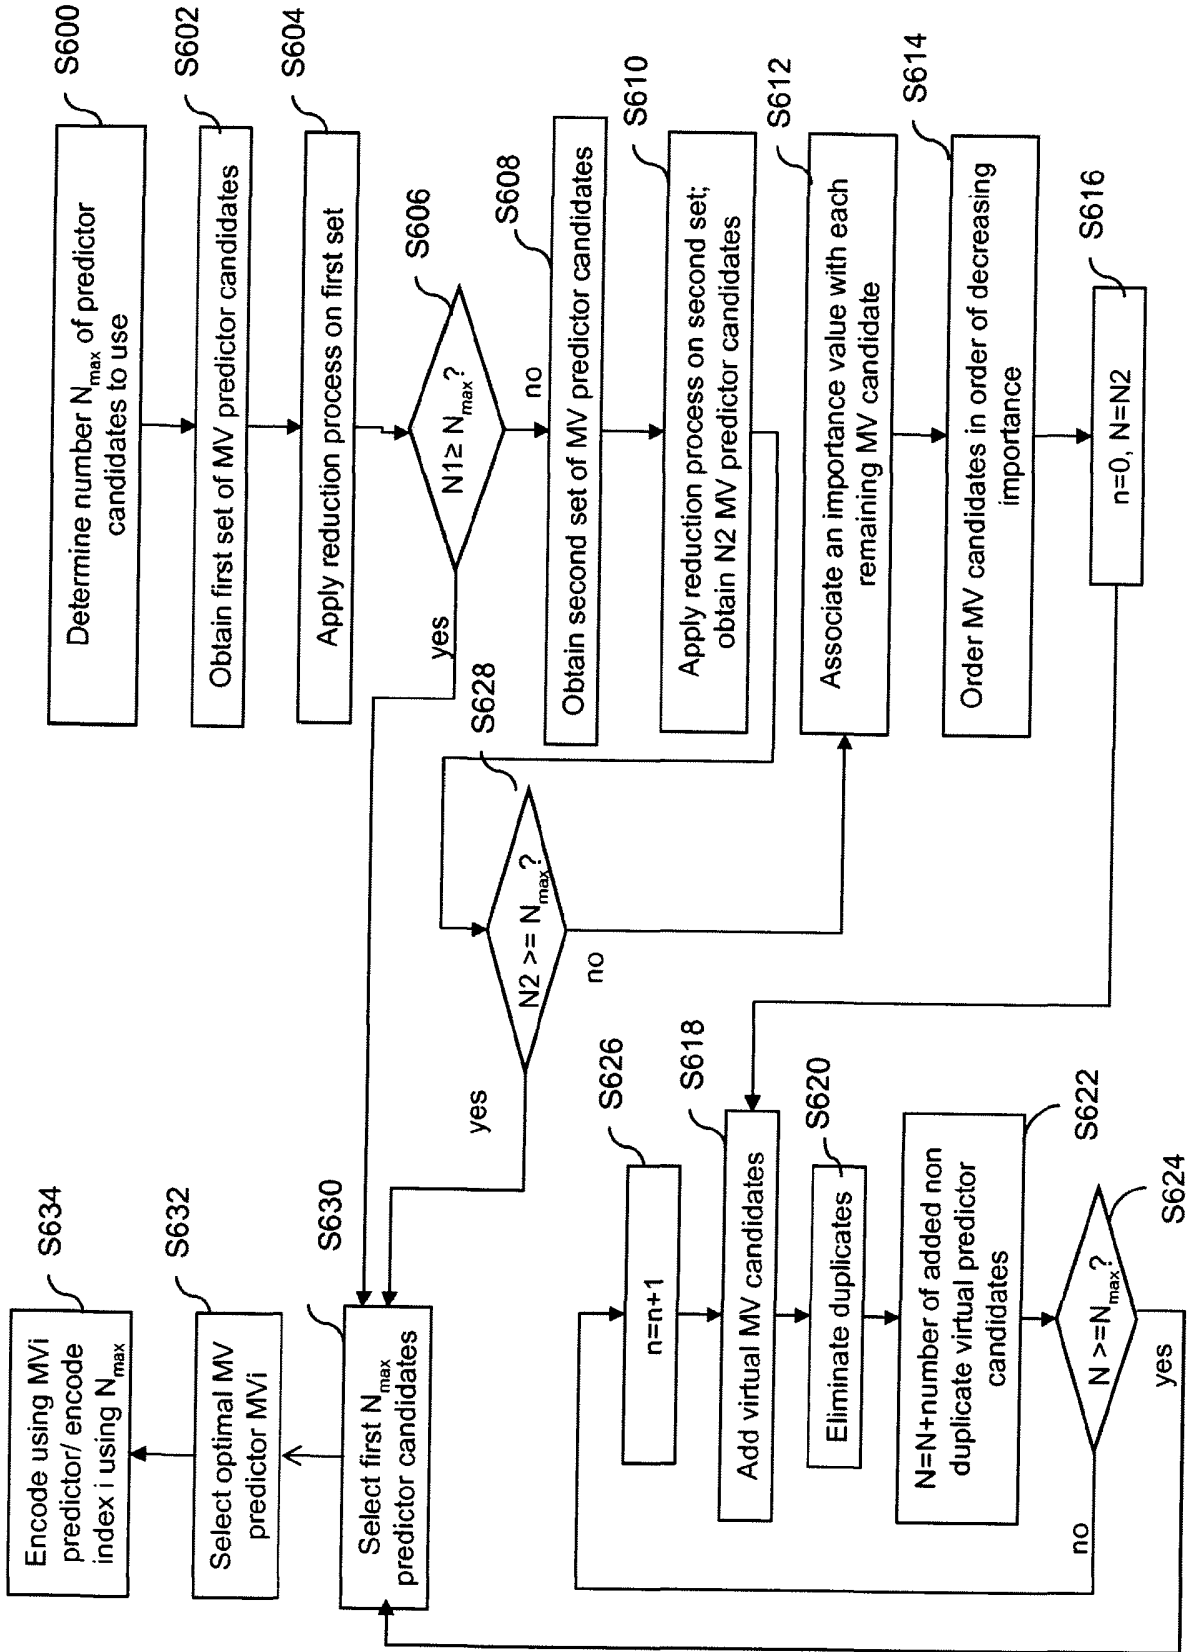 S600
Determine number Nmax of predictor
candidates to use
S602
Obtain first set of MV predictor candidates
S604
Apply reduction process on first set
S606
N1≥ Nmax?
yes
no
S608
Obtain second set of MV predictor candidates
S610
Apply reduction process on second set;
obtain N2 MV predictor candidates
S628
N2 >= Nmax?
yes
no
S612
Associate an importance value with each
remaining MV candidate
S614
Order MV candidates in order of decreasing
importance
S616
n=0, N=N2
S626
n=n+1
S618
Add virtual MV candidates
S620
Eliminate duplicates
S622
N=N+number of added non
duplicate virtual predictor
candidates
S624
N >=Nmax?
no
yes
S630
Select first Nmax
predictor candidates
S632
Select optimal MV
predictor MVi
S634
Encode using MVi
predictor/ encode
index i using Nmax